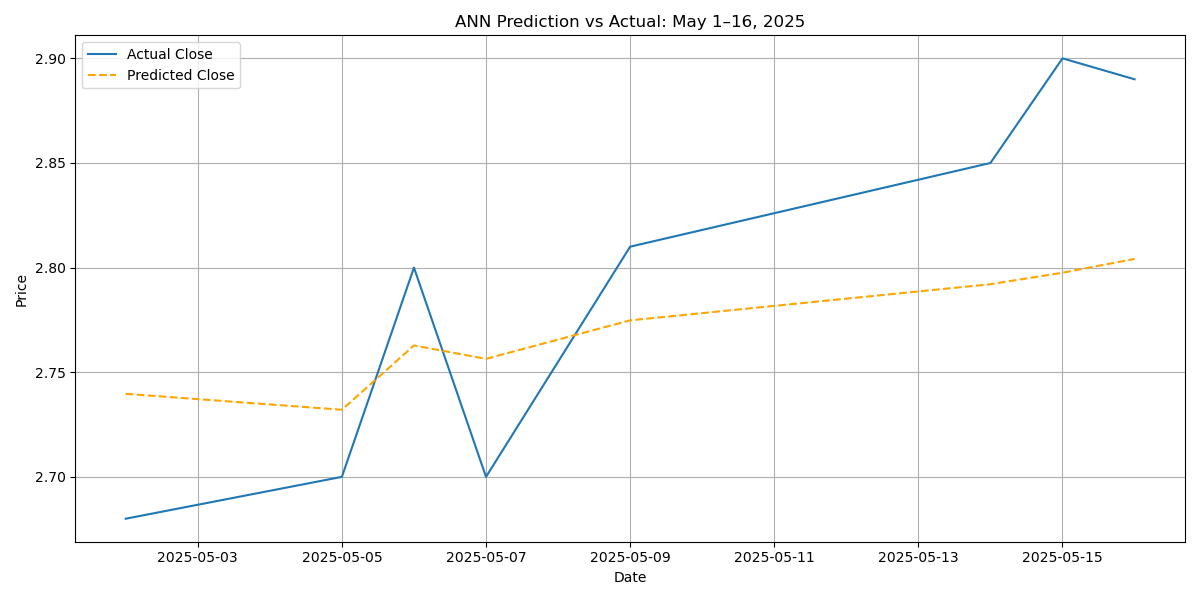 ANN Prediction vs Actual: May 1–16, 2025
Actual Close
Predicted Close
2.90
2.85
2.80
2.75
2.70
Price
2025-05-03 2025-05-05 2025-05-07 2025-05-09 2025-05-11 2025-05-13 2025-05-15
Date